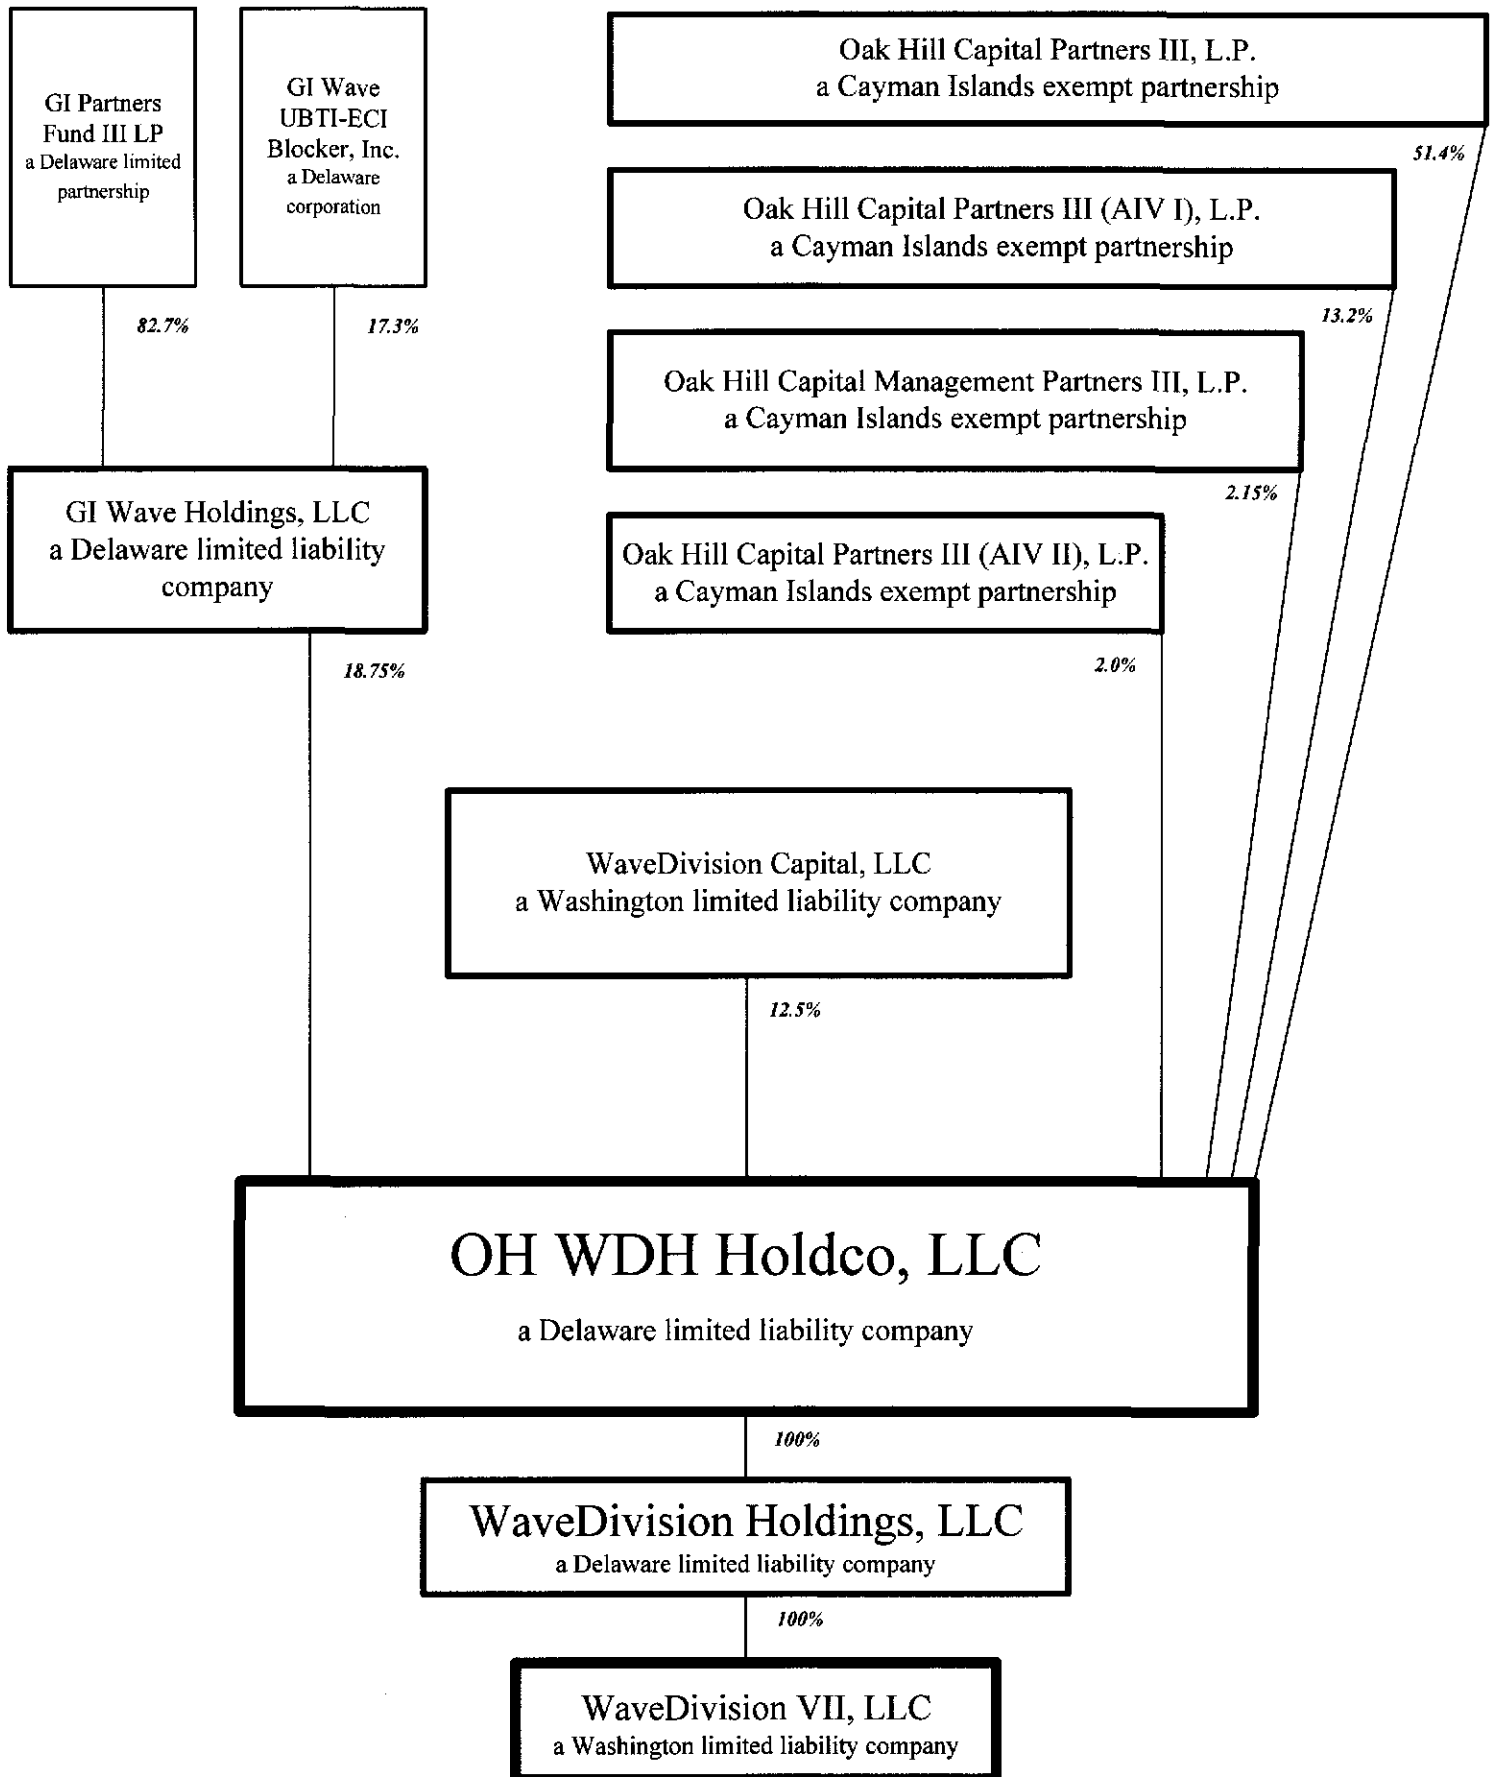 GI Partners
Fund III LP
a Delaware limited
partnership
82.7%
GI Wave
UBTI-ECI
Blocker, Inc.
a Delaware
corporation
17.3%
GI Wave Holdings, LLC
a Delaware limited liability
company
18.75%
Oak Hill Capital Partners III, L.P.
a Cayman Islands exempt partnership
51.4%
Oak Hill Capital Partners III (AIV I), L.P.
a Cayman Islands exempt partnership
13.2%
Oak Hill Capital Management Partners III, L.P.
a Cayman Islands exempt partnership
2.15%
Oak Hill Capital Partners III (AIV II), L.P.
a Cayman Islands exempt partnership
2.0%
WaveDivision Capital, LLC
a Washington limited liability company
12.5%
OH WDH Holdco, LLC
a Delaware limited liability company
100%
WaveDivision Holdings, LLC
a Delaware limited liability company
100%
WaveDivision VII, LLC
a Washington limited liability company